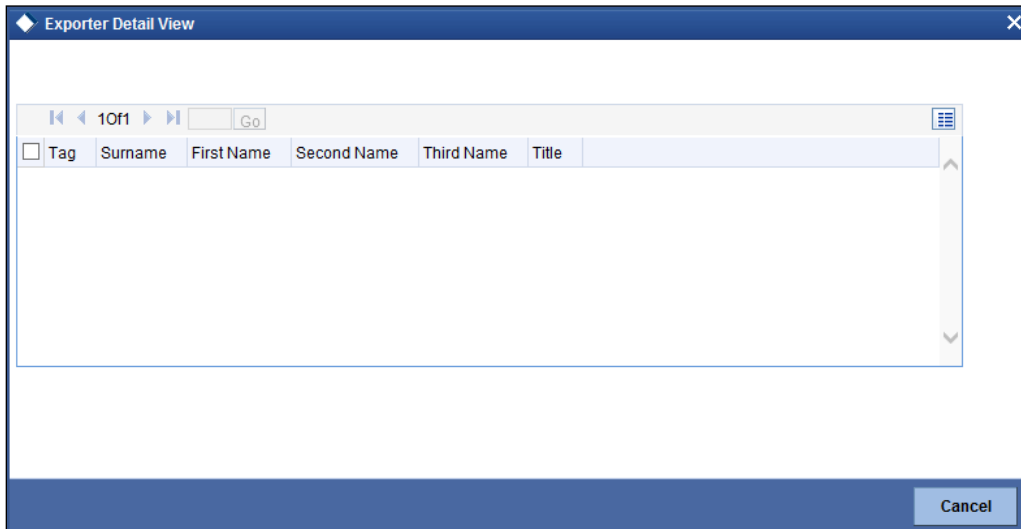 Exporter Detail View
1Of1 Go
Tag Surname First Name Second Name Third Name Title
Cancel